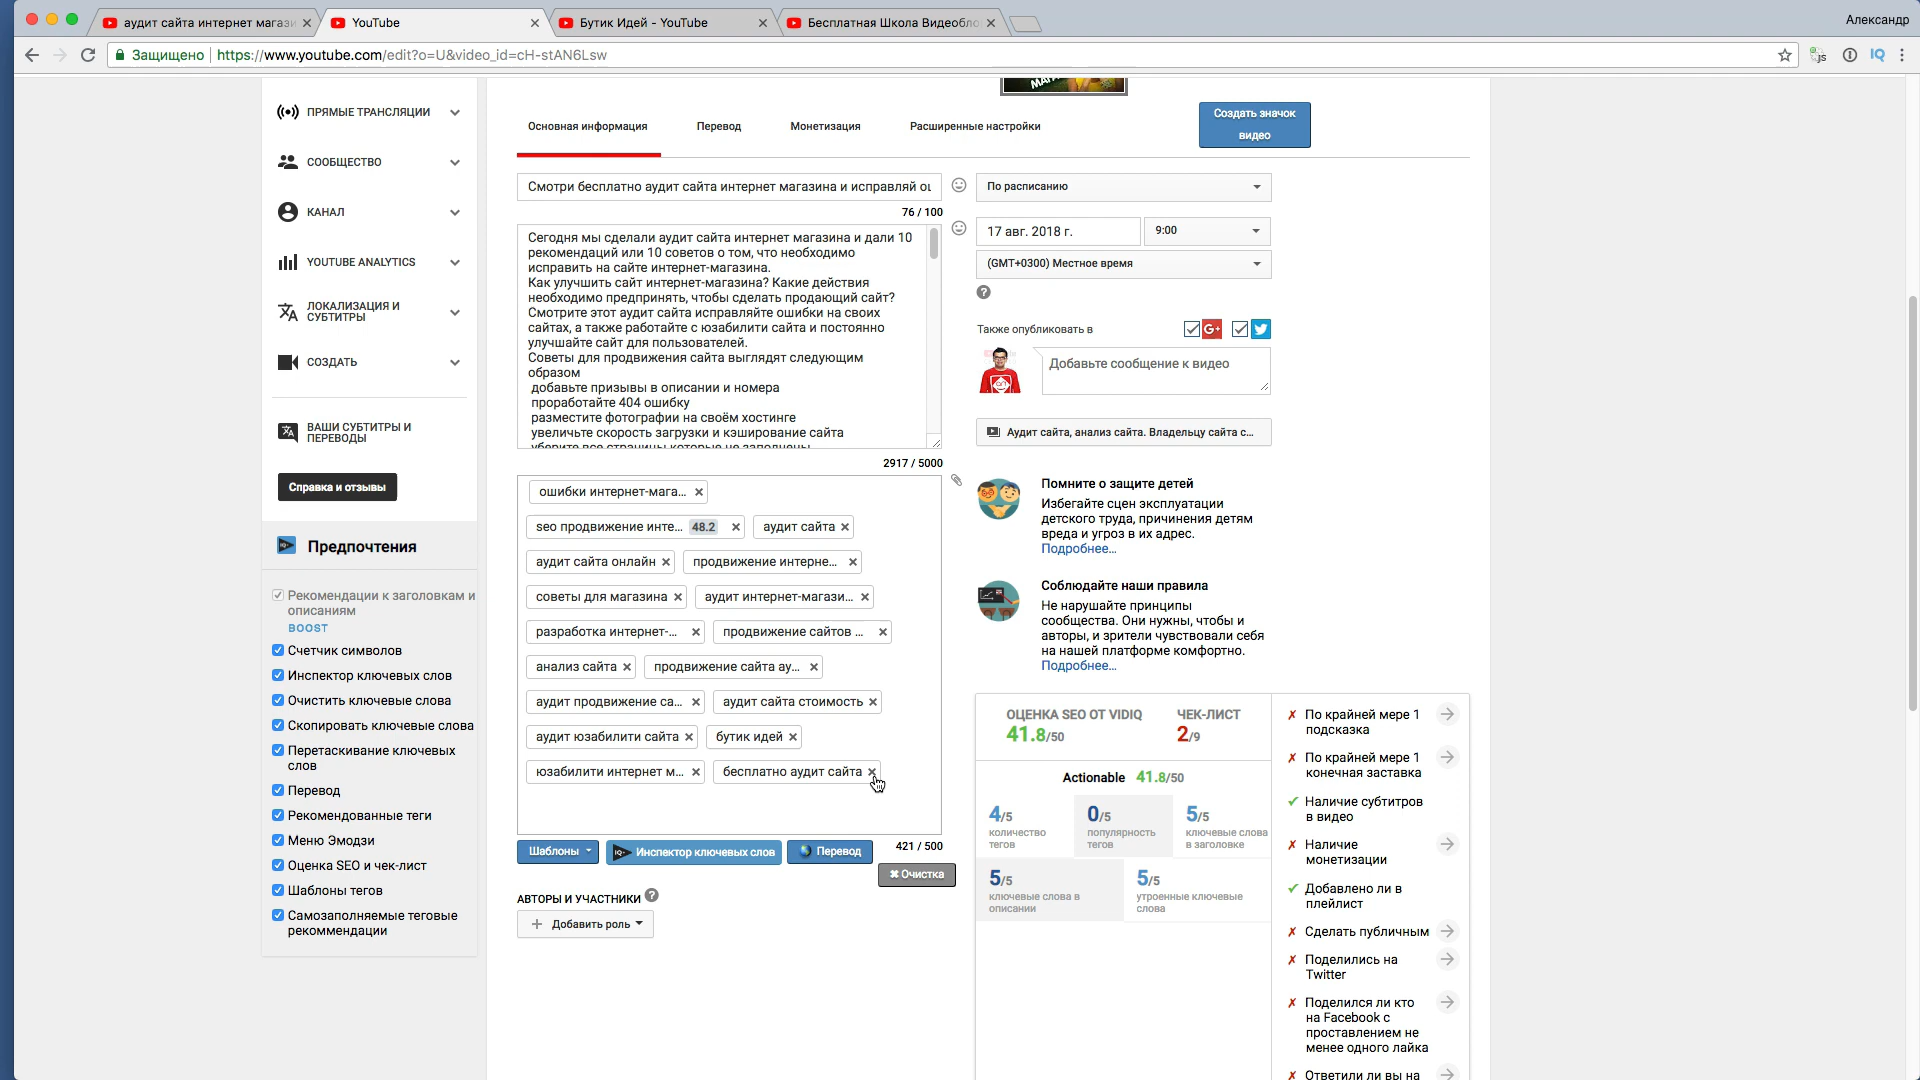 аудит сайта интернет магази
YouTube
Бутик Идей - YouTube
Бесплатная Школа Видеобло
Александр
Защищено
https://www.youtube.com/edit?o=U&video_id=cH-stAN6Lsw
ПРЯМЫЕ ТРАНСЛЯЦИИ
СООБЩЕСТВО
КАНАЛ
YOUTUBE ANALYTICS
ЛОКАЛИЗАЦИЯ И
СУБТИТРЫ
СОЗДАТЬ
ВАШИ СУБТИТРЫ И
ПЕРЕВОДЫ
Справка и отзывы
Предпочтения
Рекомендации к заголовкам и
описаниям
BOOST
Счетчик символов
Инспектор ключевых слов
Очистить ключевые слова
Скопировать ключевые слова
Перетаскивание ключевых
слов
Перевод
Рекомендованные теги
Меню Эмодзи
Оценка SEO и чек-лист
Шаблоны тегов
Самозаполняемые теговые
рекоммендации
Основная информация
Перевод
Монетизация
Расширенные настройки
Создать значок
видео
Смотри бесплатно аудит сайта интернет магазина и исправляй
76 / 100
Сегодня мы сделали аудит сайта интернет магазина и дали 10
рекомендаций или 10 советов о том, что необходимо
исправить на сайте интернет-магазина.
Как улучшить сайт интернет-магазина? Какие действия
необходимо предпринять, чтобы сделать продающий сайт?
Смотрите этот аудит сайта исправляйте ошибки на своих
сайтах, а также работайте с юзабилити сайта и постоянно
улучшайте сайт для пользователей.
Советы для продвижения сайта выглядят следующим
образом
добавьте призывы в описании и номера
проработайте 404 ошибку
разместите фотографии на своём хостинге
увеличьте скорость загрузки и кэширование сайта
уберите все страницы которые не заполнены
2917 / 5000
ошибки интернет-мага...
seo продвижение инте... 48.2
аудит сайта
аудит сайта онлайн
продвижение интерне...
советы для магазина
аудит интернет-магази...
разработка интернет-...
продвижение сайтов ...
анализ сайта
продвижение сайта ау...
аудит продвижение са...
аудит сайта стоимость
аудит юзабилити сайта
бутик идей
юзабилити интернет м...
бесплатно аудит сайта
Шаблоны
Инспектор ключевых слов
Перевод
421 / 500
Очистка
АВТОРЫ И УЧАСТНИКИ
Добавить роль
По расписанию
17 авг. 2018 г.
9:00
(GMT+0300) Местное время
Также опубликовать в
G+
Добавьте сообщение к видео
Аудит сайта, анализ сайта. Владельцу сайта с...
Помните о защите детей
Избегайте сцен эксплуатации
детского труда, причинения детям
вреда и угроз в их адрес.
Подробнее...
Соблюдайте наши правила
Не нарушайте принципы
сообщества. Они нужны, чтобы и
авторы, и зрители чувствовали себя
на нашей платформе комфортно.
Подробнее...
ОЦЕНКА SEO ОТ VIDIQ
41.8/50
ЧЕК-ЛИСТ
2/9
Actionable 41.8/50
4/5
количество
тегов
0/5
популярность
тегов
5/5
ключевые слова
в заголовке
5/5
ключевые слова в
описании
5/5
утроенные ключевые
слова
По крайней мере 1
подсказка
По крайней мере 1
конечная заставка
Наличие субтитров
в видео
Наличие
монетизации
Добавлено ли в
плейлист
Сделать публичным
Поделились на
Twitter
Поделился ли кто
на Facebook с
проставлением не
менее одного лайка
Ответили ли вы на